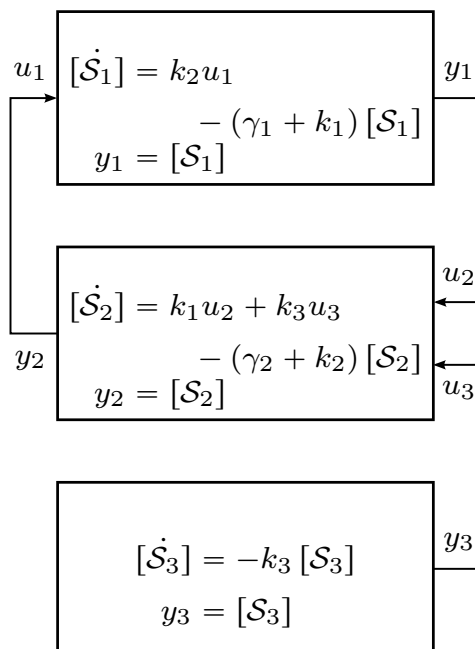 u₁
[𝒮̇₁] = k₂u₁
− (γ₁ + k₁) [𝒮₁]
y₁ = [𝒮₁]
y₁
[𝒮̇₂] = k₁u₂ + k₃u₃
− (γ₂ + k₂) [𝒮₂]
y₂ = [𝒮₂]
y₂
u₂
u₃
[𝒮̇₃] = −k₃ [𝒮₃]
y₃ = [𝒮₃]
y₃